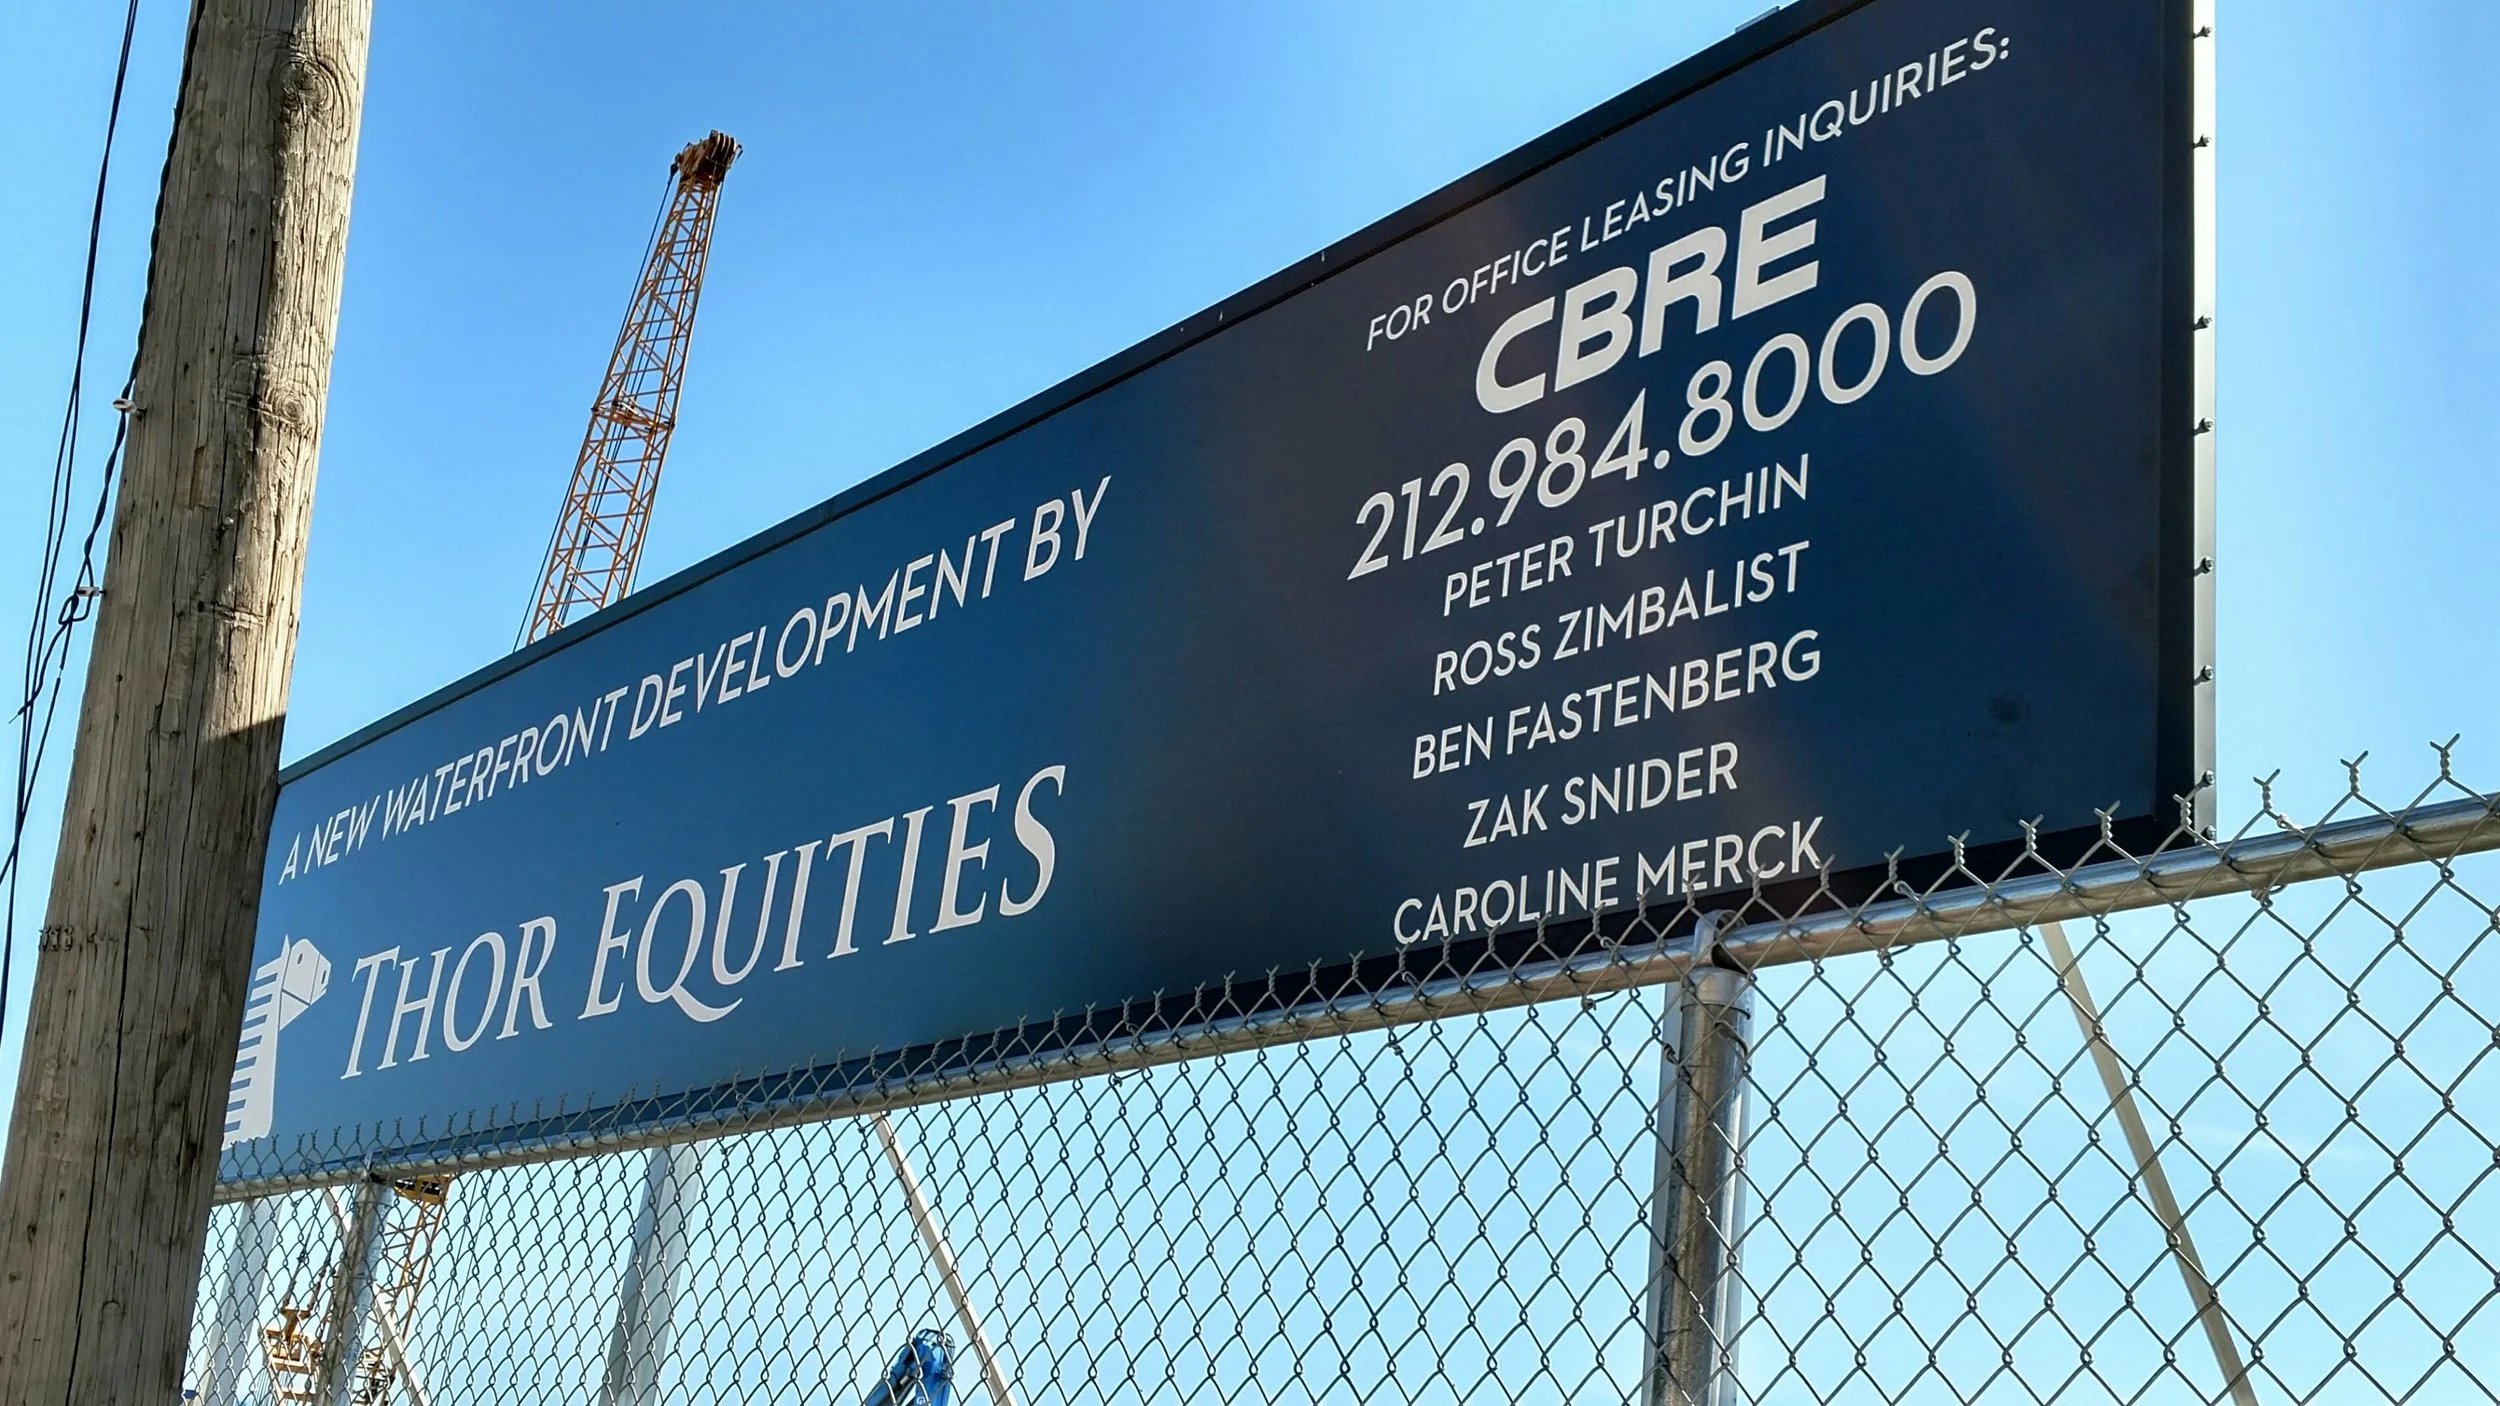 A NEW WATERFRONT DEVELOPMENT BY
THOR EQUITIES
FOR OFFICE LEASING INQUIRIES:
CBRE
212.984.8000
PETER TURCHIN
ROSS ZIMBALIST
BEN FASTENBERG
ZAK SNIDER
CAROLINE MERCK